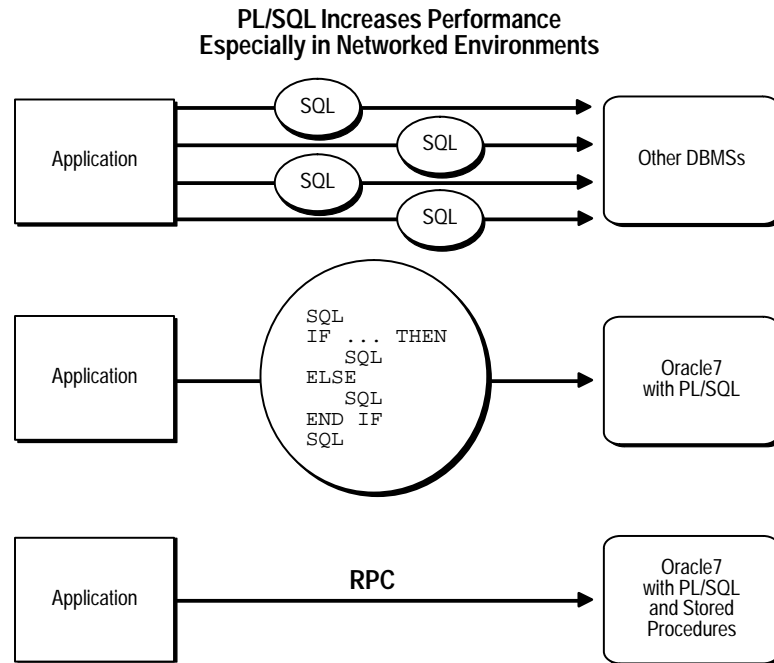 PL/SQL Increases Performance
Especially in Networked Environments
Application
SQL
SQL
SQL
SQL
Other DBMSs
Application
SQL
IF ... THEN
SQL
ELSE
SQL
END IF
SQL
Oracle7
with PL/SQL
Application
RPC
Oracle7
with PL/SQL
and Stored
Procedures